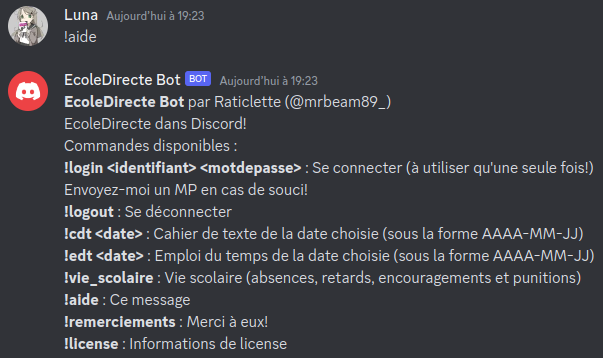 Luna Aujourd'hui à 19:23
!aide
EcoleDirecte Bot BOT Aujourd'hui à 19:23
EcoleDirecte Bot par Raticlette (@mrbeam89_)
EcoleDirecte dans Discord!
Commandes disponibles :
!login <identifiant> <motdepasse> : Se connecter (à utiliser qu'une seule fois!)
Envoyez-moi un MP en cas de souci!
!logout : Se déconnecter
!cdt <date> : Cahier de texte de la date choisie (sous la forme AAAA-MM-JJ)
!edt <date> : Emploi du temps de la date choisie (sous la forme AAAA-MM-JJ)
!vie_scolaire : Vie scolaire (absences, retards, encouragements et punitions)
!aide : Ce message
!remerciements : Merci à eux!
!license : Informations de license